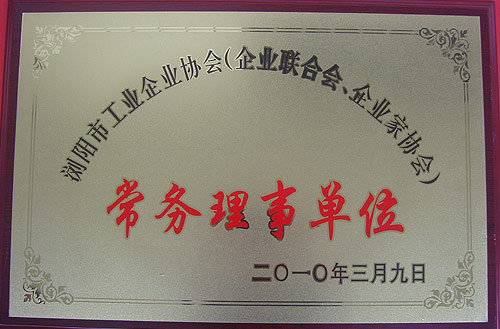 浏阳市工业企业协会(企业联合会、企业家协会)
常务理事单位
二〇一〇年三月九日